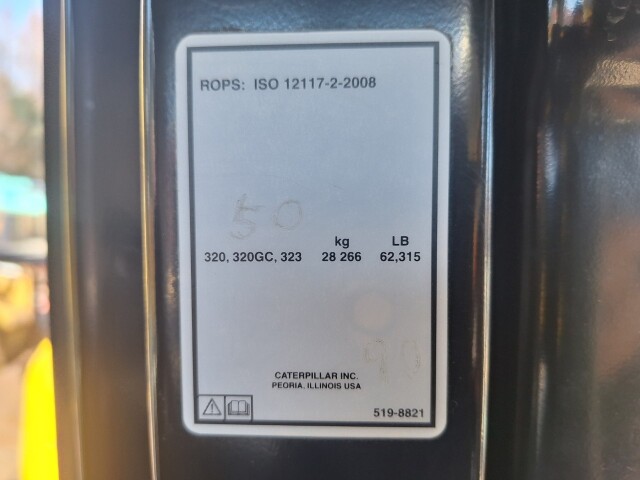 ROPS: ISO 12117-2-2008
50
kg LB
320, 320GC, 323 28 266 62,315
CATERPILLAR INC.
PEORIA, ILLINOIS USA
519-8821